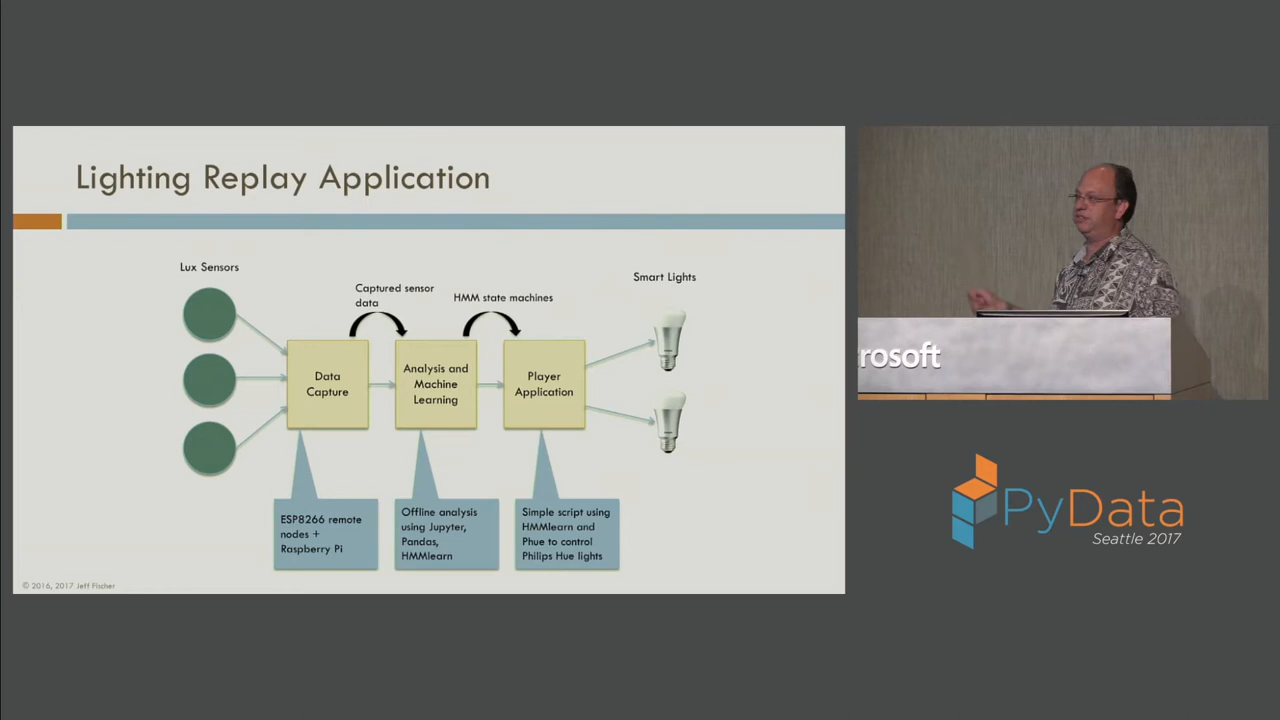 Lighting Replay Application
Lux Sensors
Captured sensor
data
HMM state machines
Smart Lights
Data
Capture
Analysis and
Machine
Learning
Player
Application
ESP8266 remote
nodes +
Raspberry Pi
Offline analysis
using Jupyter,
Pandas,
HMMlearn
Simple script using
HMMlearn and
Phue to control
Philips Hue lights
© 2016, 2017 Jeff Fischer
rosoft
PyData
Seattle 2017